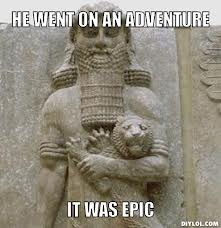 HE WENT ON AN ADVENTURE
IT WAS EPIC
DIYLOL.COM